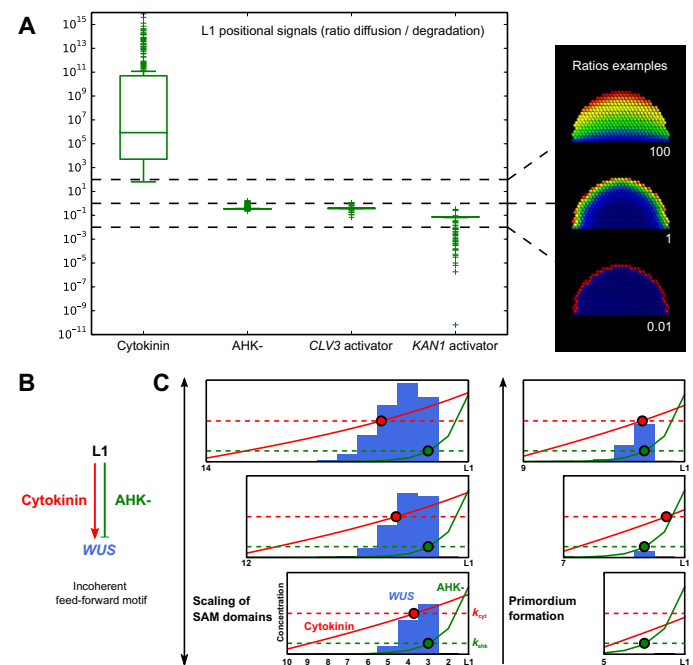 A
L1 positional signals (ratio diffusion / degradation)
10^15
10^13
10^11
10^9
10^7
10^5
10^3
10^1
10^−1
10^−3
10^−5
10^−7
10^−9
10^−11
Cytokinin
AHK-
CLV3 activator
KAN1 activator
Ratios examples
100
1
0.01
B
L1
Cytokinin
AHK-
WUS
Incoherent
feed-forward motif
C
14
L1
9
L1
12
L1
7
L1
Scaling of
SAM domains
Concentration
Cytokinin
WUS
AHK-
k_cyt
k_ahk
10 9 8 7 6 5 4 3 2 L1
Primordium
formation
5
L1